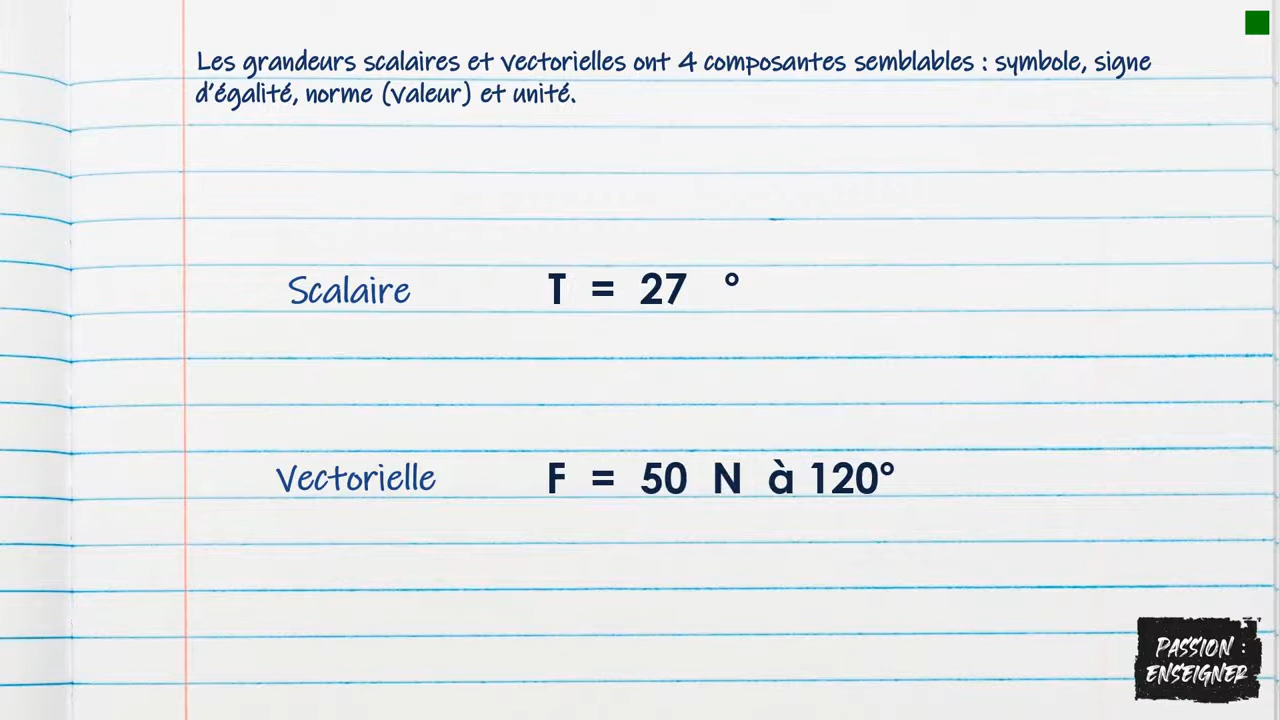 Les grandeurs scalaires et vectorielles ont 4 composantes semblables : symbole, signe
d'égalité, norme (valeur) et unité.
Scalaire T = 27 °
Vectorielle F = 50 N à 120°
PASSION :
ENSEIGNER